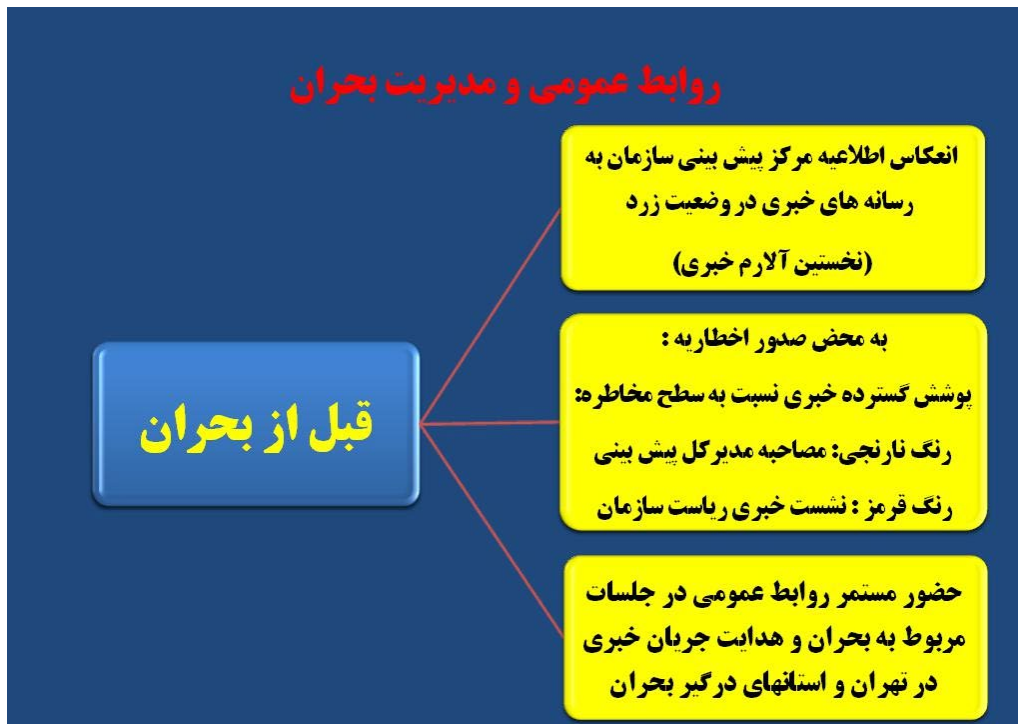 روابط عمومی و مدیریت بحران
انعکاس اطلاعیه مرکز پیش بینی سازمان به
رسانه های خبری در وضعیت زرد
(نخستین آلارم خبری)
به محض صدور اخطاریه :
پوشش گسترده خبری نسبت به سطح مخاطره:
رنگ نارنجی: مصاحبه مدیرکل پیش بینی
رنگ قرمز : نشست خبری ریاست سازمان
قبل از بحران
حضور مستمر روابط عمومی در جلسات
مربوط به بحران و هدایت جریان خبری
در تهران و استانهای درگیر بحران